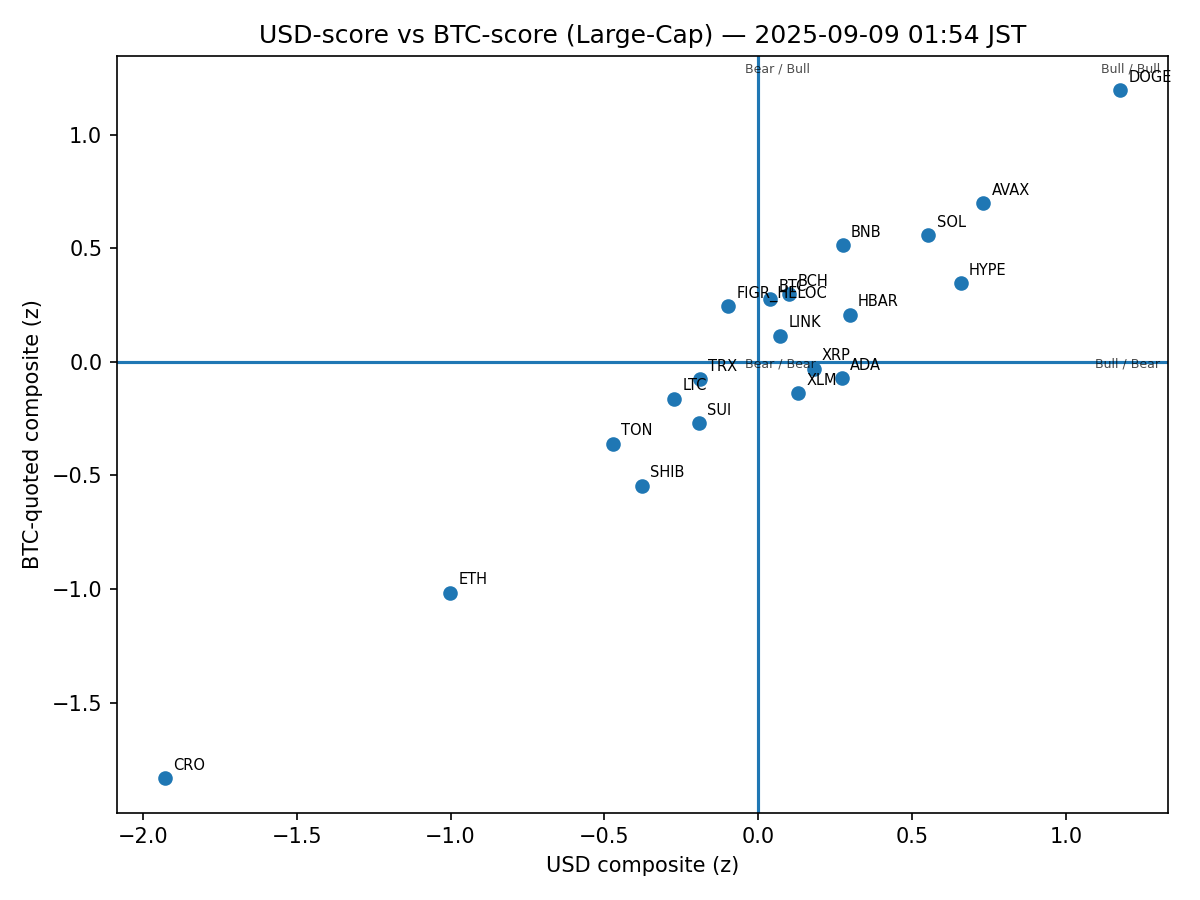 USD-score vs BTC-score (Large-Cap) — 2025-09-09 01:54 JST
Bear / Bull
Bull / Bull
DOGE
1.0
AVAX
SOL
BNB
0.5
HYPE
BCH
BTC
FIGR_HELOC
HBAR
LINK
XRP
0.0
Bear / Bear
Bull / Bear
TRX
ADA
XLM
LTC
SUI
TON
SHIB
−0.5
ETH
−1.0
−1.5
CRO
BTC-quoted composite (z)
−2.0 −1.5 −1.0 −0.5 0.0 0.5 1.0
USD composite (z)